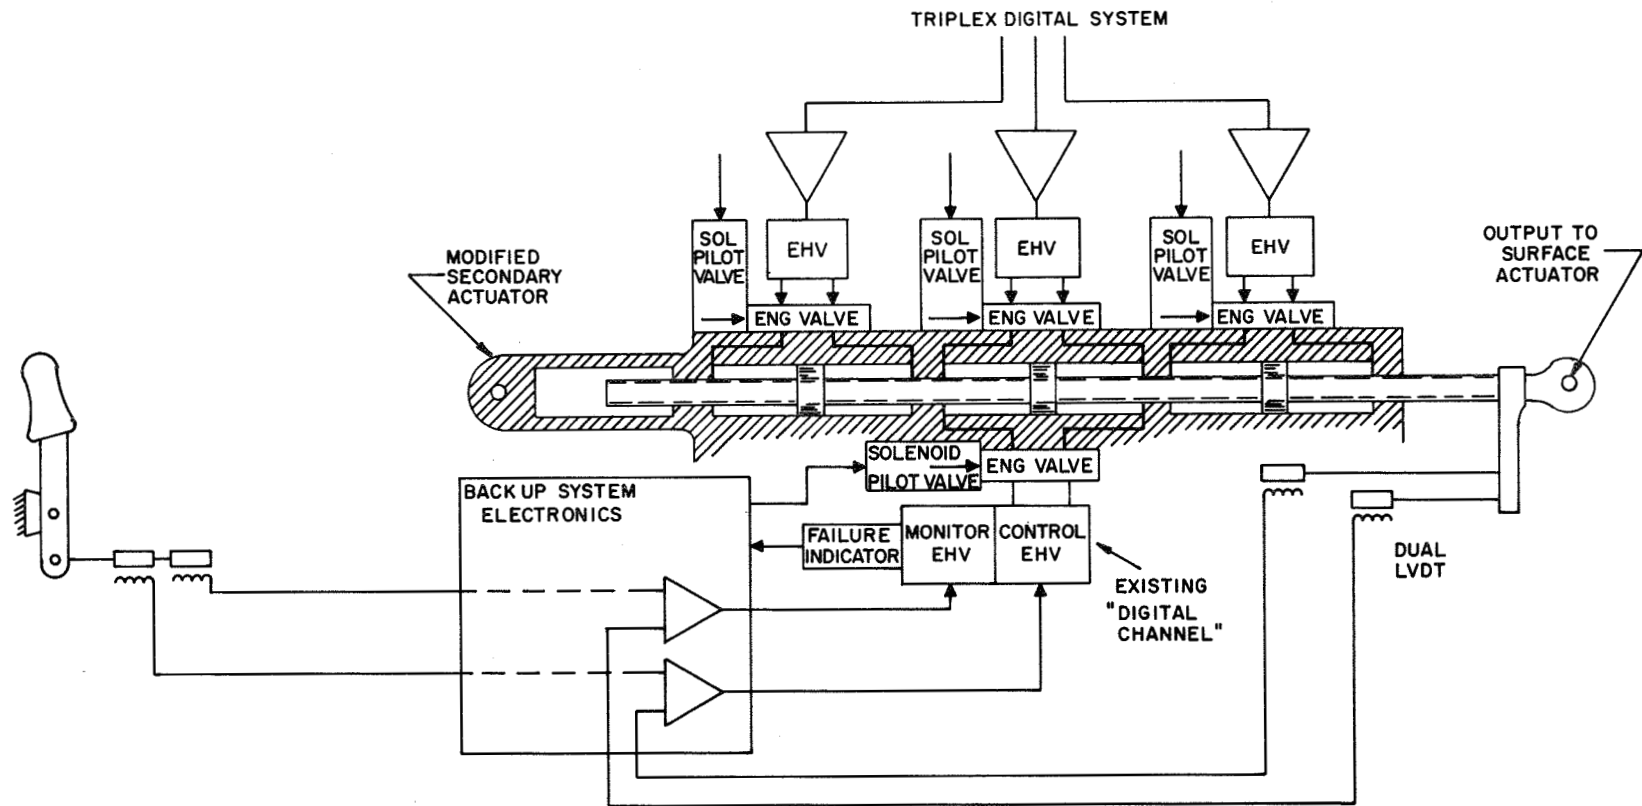 TRIPLEX DIGITAL SYSTEM
MODIFIED
SECONDARY
ACTUATOR
SOL
PILOT
VALVE
EHV
ENG VALVE
SOL
PILOT
VALVE
EHV
ENG VALVE
SOL
PILOT
VALVE
EHV
ENG VALVE
OUTPUT TO
SURFACE
ACTUATOR
SOLENOID
PILOT VALVE
ENG VALVE
BACK UP SYSTEM
ELECTRONICS
FAILURE
INDICATOR
MONITOR
EHV
CONTROL
EHV
EXISTING
"DIGITAL
CHANNEL"
DUAL
LVDT